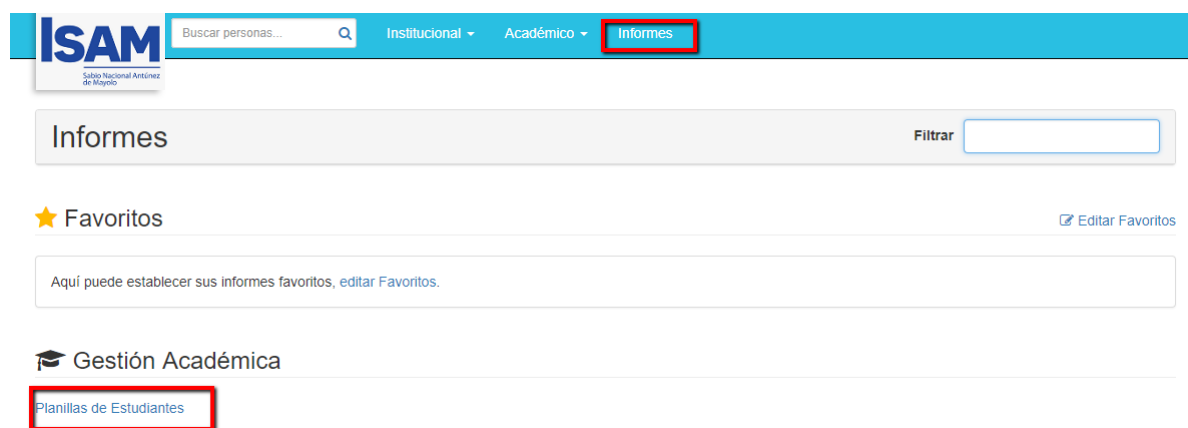 ISAM
Sabio Nacional Antúnez
de Mayolo
Buscar personas...
Institucional
Académico
Informes
Informes
Filtrar
Favoritos
Editar Favoritos
Aquí puede establecer sus informes favoritos, editar Favoritos.
Gestión Académica
Planillas de Estudiantes